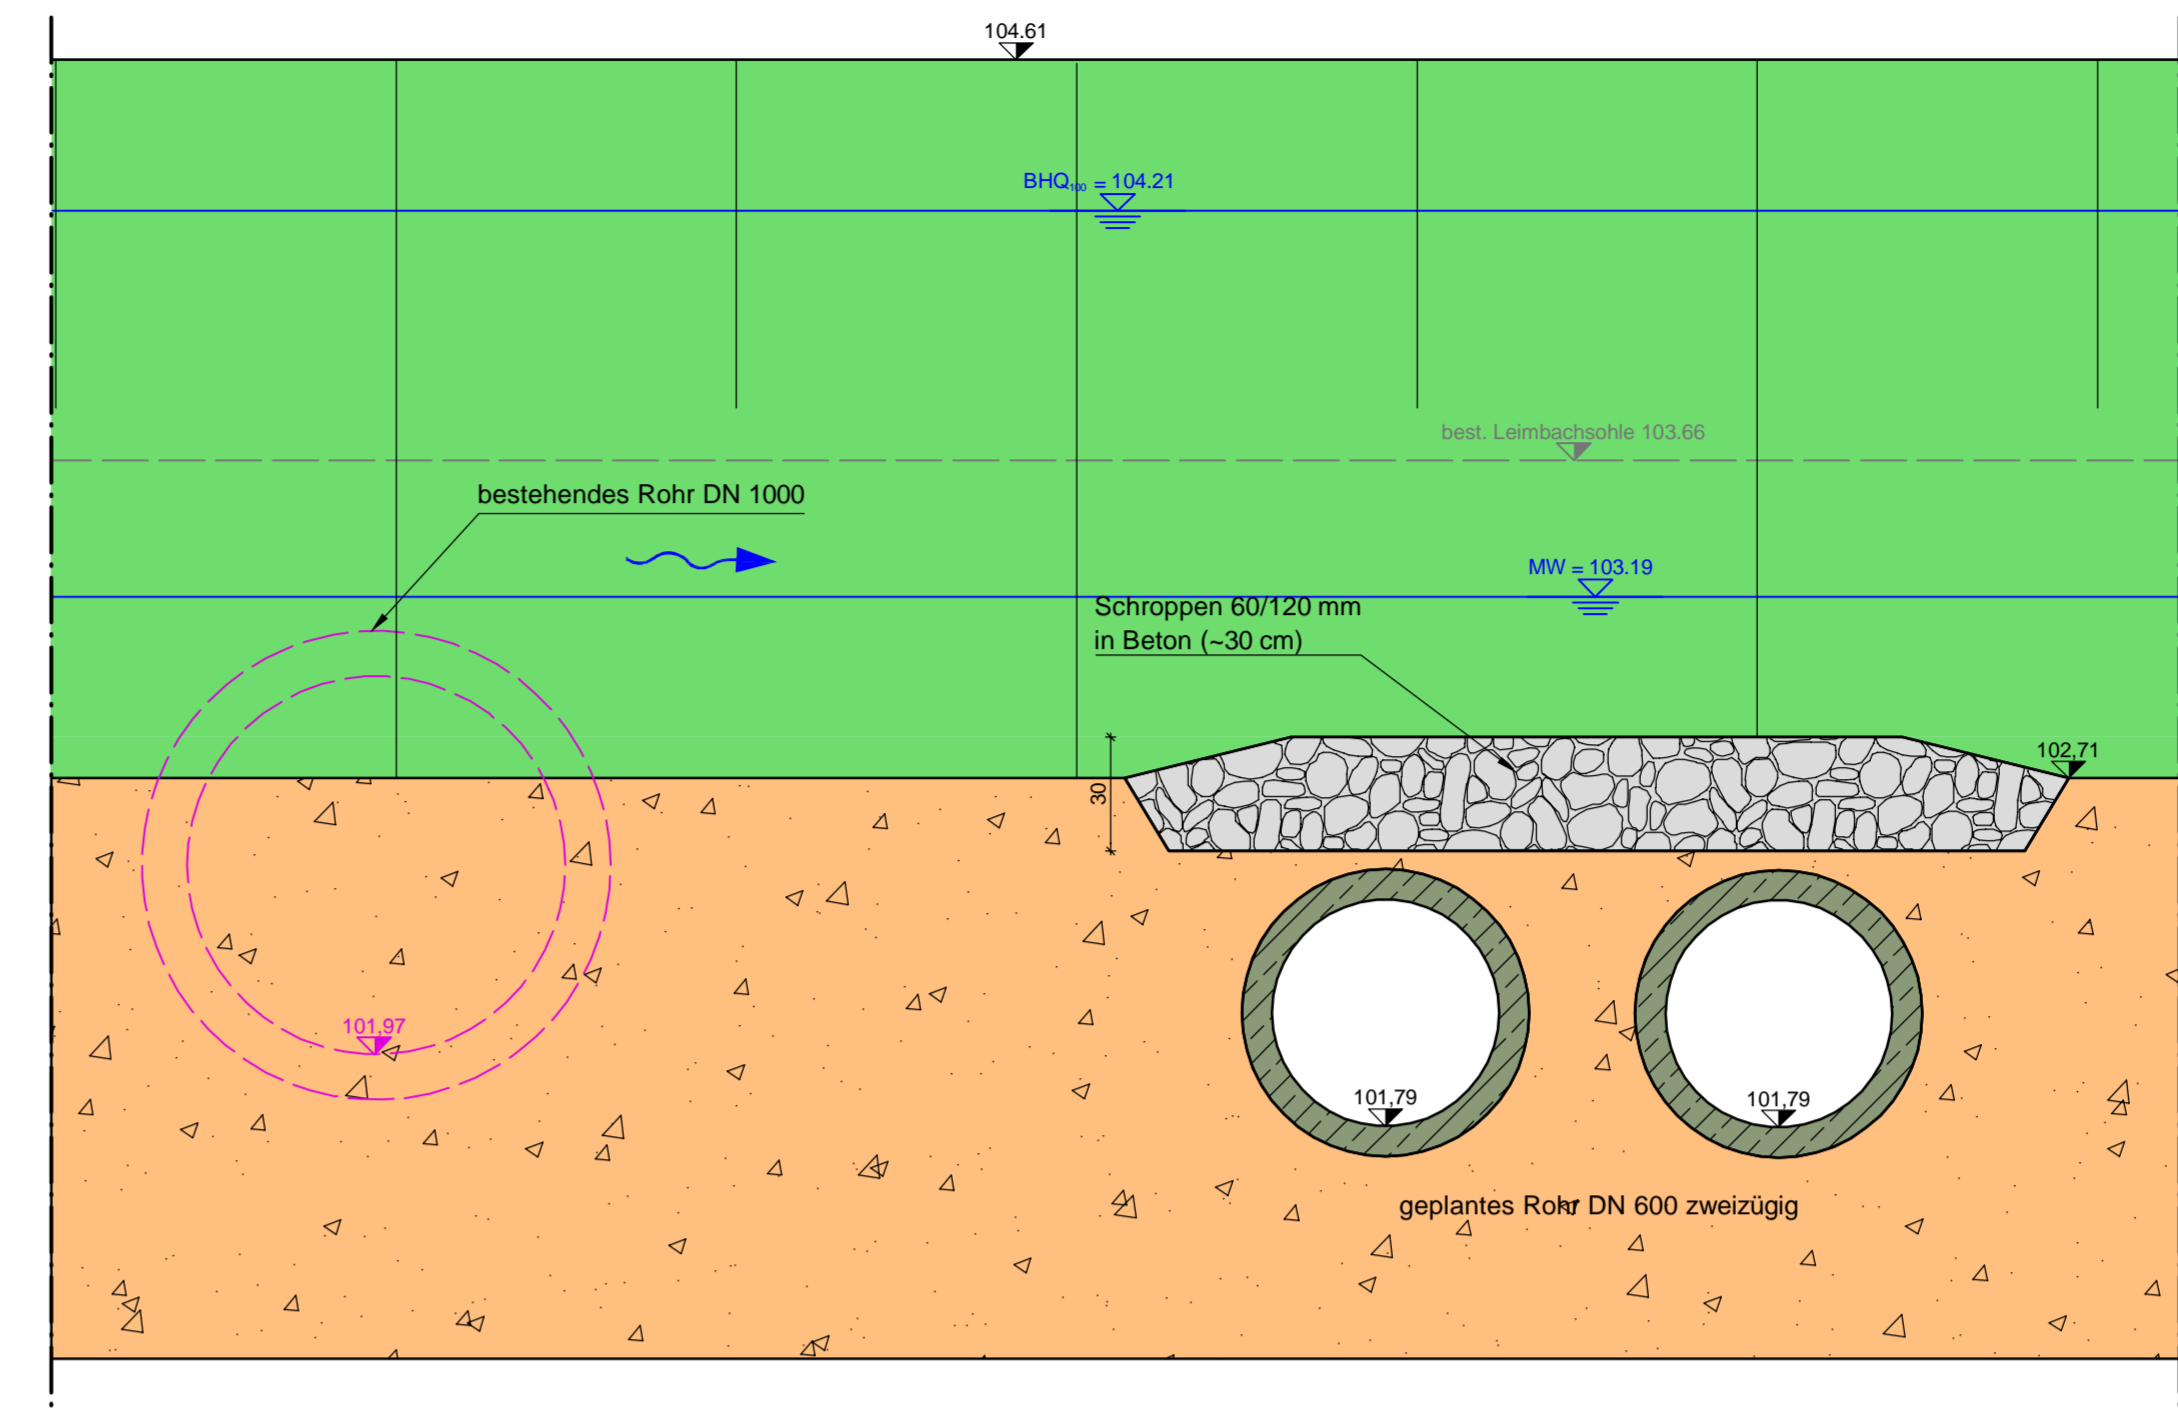 104.61
BHQ₁₀₀ = 104.21
best. Leimbachsohle 103.66
bestehendes Rohr DN 1000
MW = 103.19
Schroppen 60/120 mm
in Beton (~30 cm)
102,71
30
101,97
101,79
101,79
geplantes Rohr DN 600 zweizügig